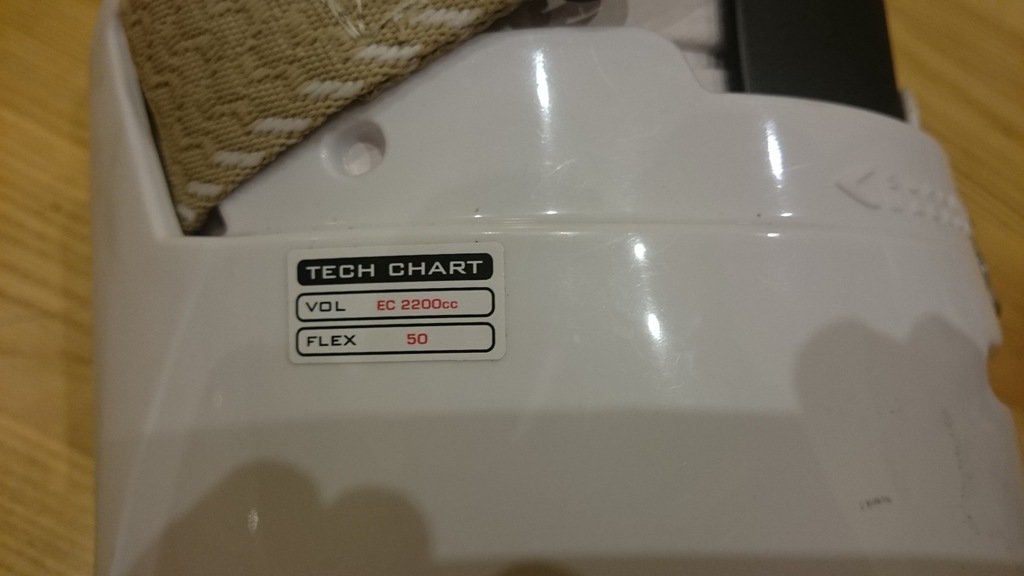 TECH CHART
VOL EC 2200cc
FLEX 50